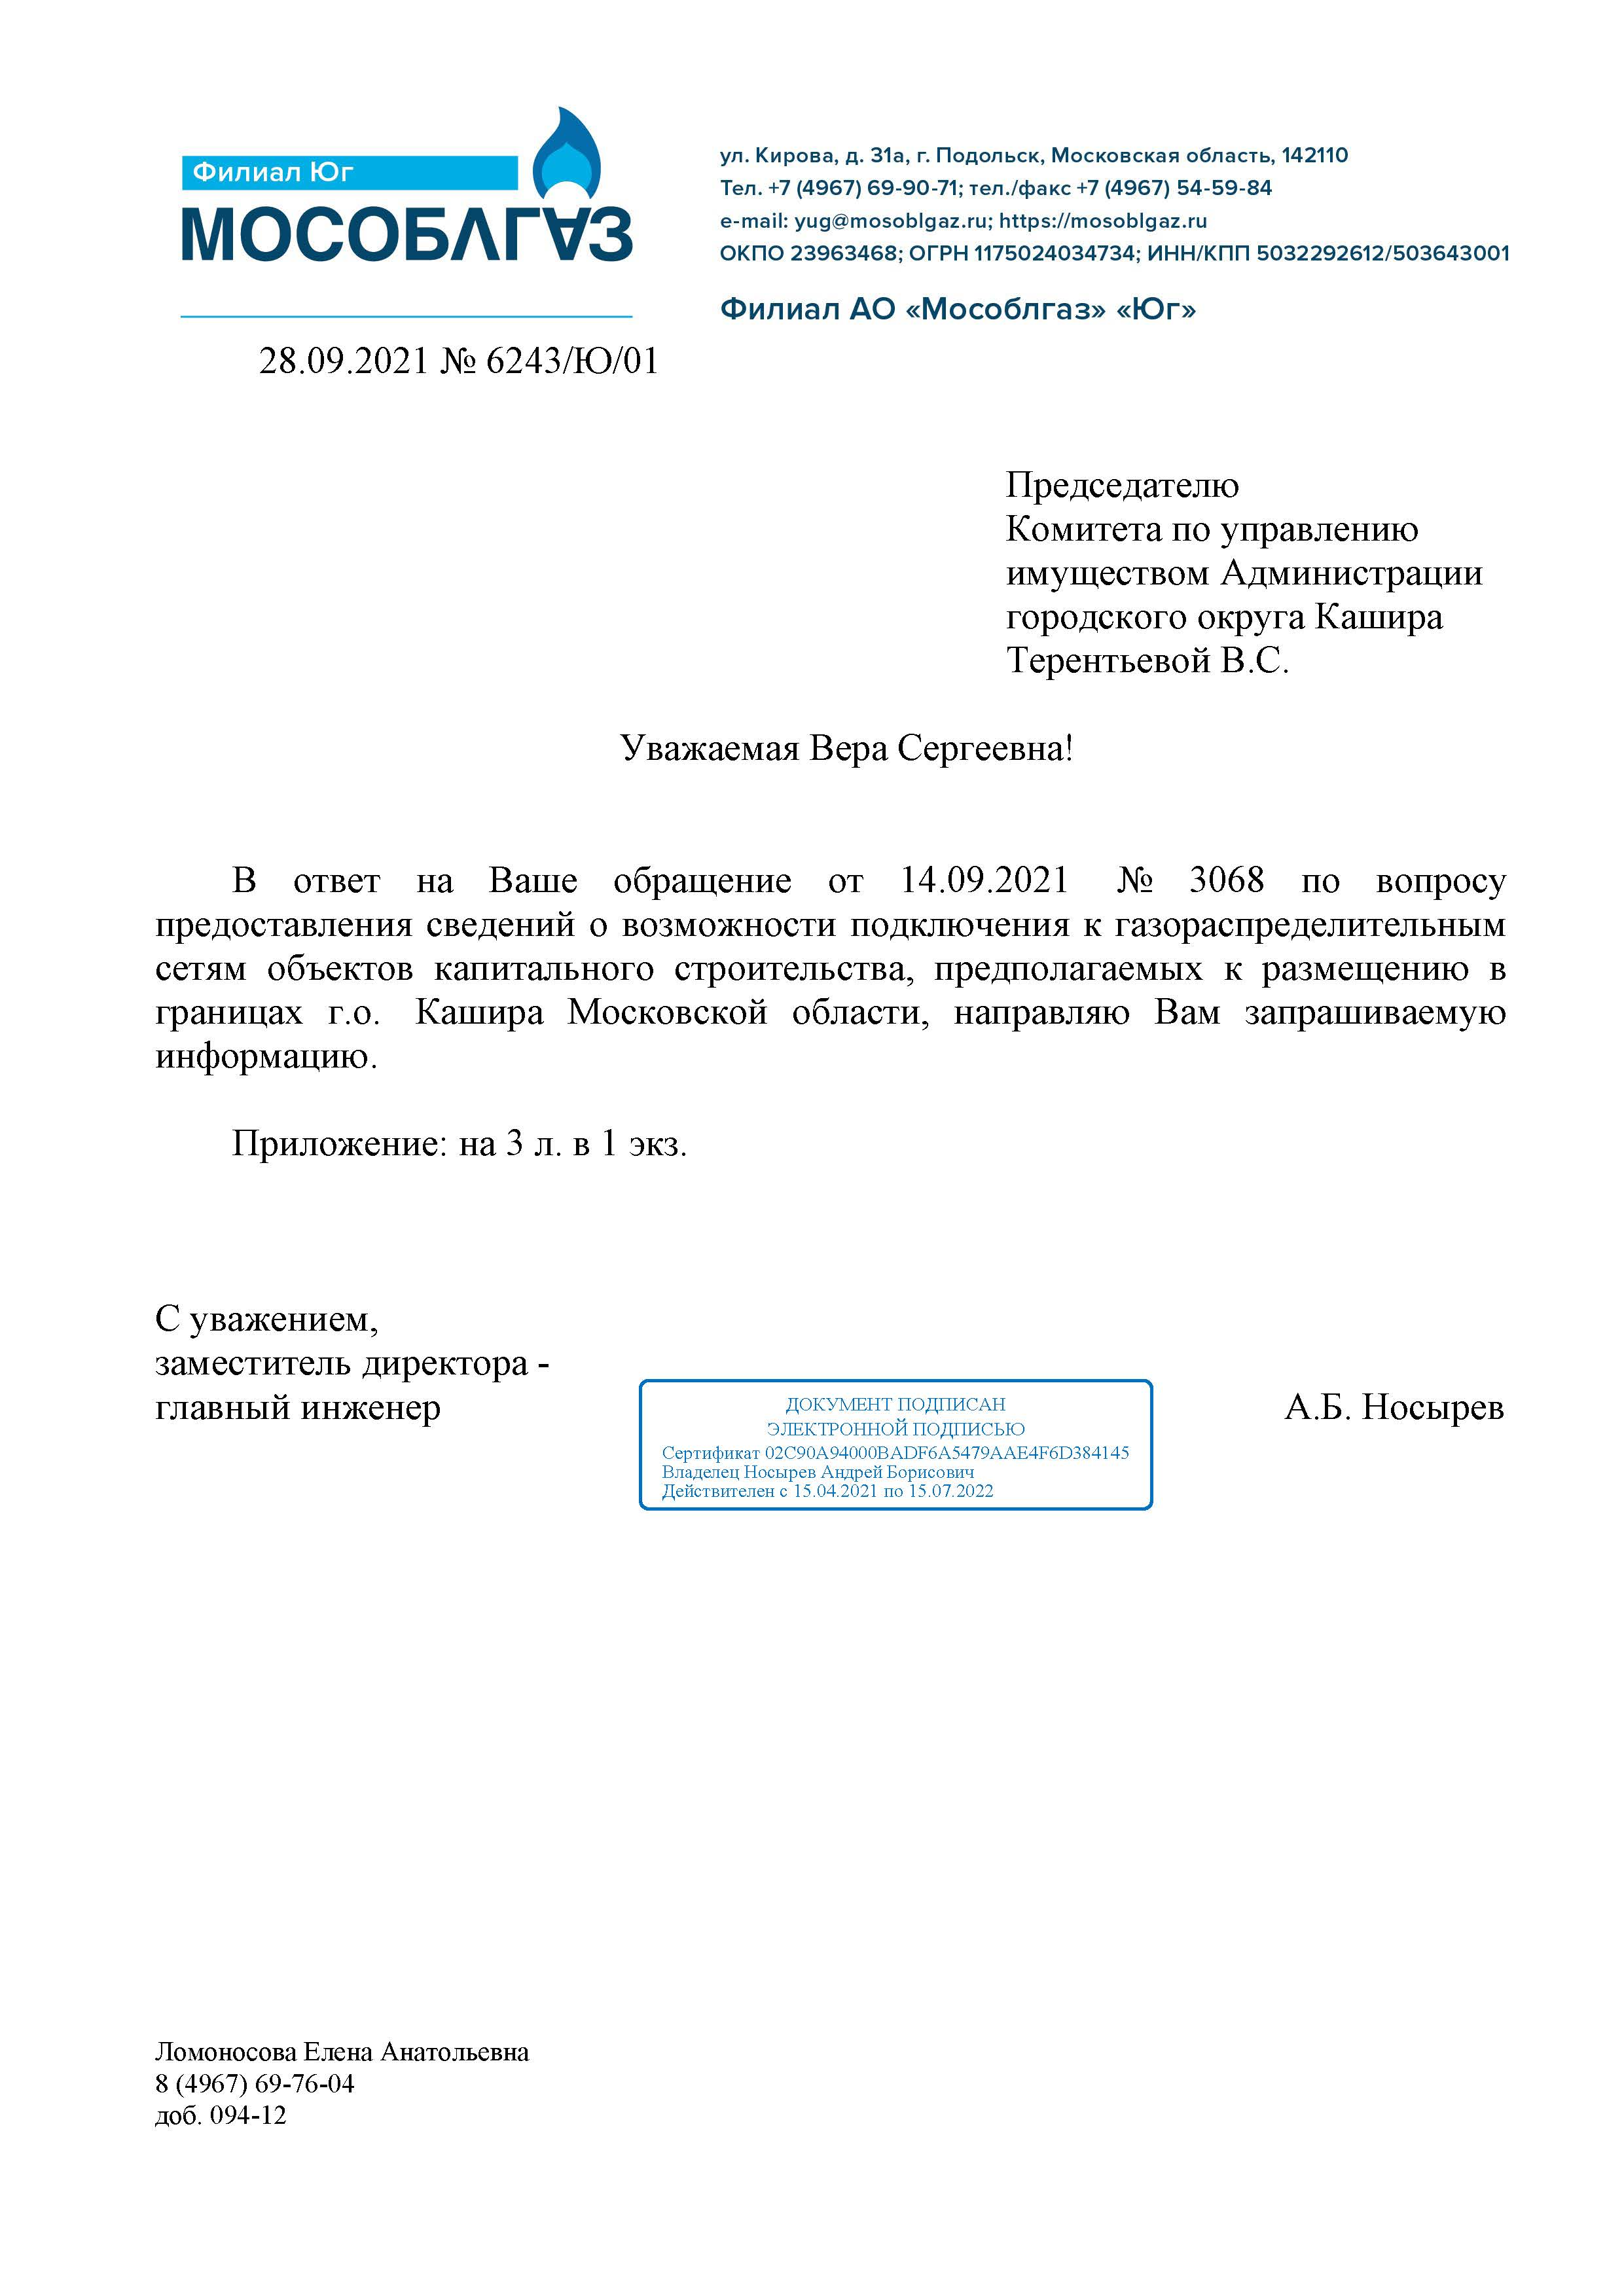 Филиал Юг
МОСОБЛГАЗ
ул. Кирова, д. 31а, г. Подольск, Московская область, 142110
Тел. +7 (4967) 69-90-71; тел./факс +7 (4967) 54-59-84
e-mail: yug@mosoblgaz.ru; https://mosoblgaz.ru
ОКПО 23963468; ОГРН 1175024034734; ИНН/КПП 5032292612/503643001
Филиал АО «Мособлгаз» «Юг»
28.09.2021 № 6243/Ю/01
Председателю
Комитета по управлению
имуществом Администрации
городского округа Кашира
Терентьевой В.С.
Уважаемая Вера Сергеевна!
В ответ на Ваше обращение от 14.09.2021 № 3068 по вопросу
предоставления сведений о возможности подключения к газораспределительным
сетям объектов капитального строительства, предполагаемых к размещению в
границах г.о. Кашира Московской области, направляю Вам запрашиваемую
информацию.
Приложение: на 3 л. в 1 экз.
С уважением,
заместитель директора -
главный инженер
ДОКУМЕНТ ПОДПИСАН
ЭЛЕКТРОННОЙ ПОДПИСЬЮ
Сертификат 02C90A94000BADF6A5479AAE4F6D384145
Владелец Носырев Андрей Борисович
Действителен с 15.04.2021 по 15.07.2022
А.Б. Носырев
Ломоносова Елена Анатольевна
8 (4967) 69-76-04
доб. 094-12